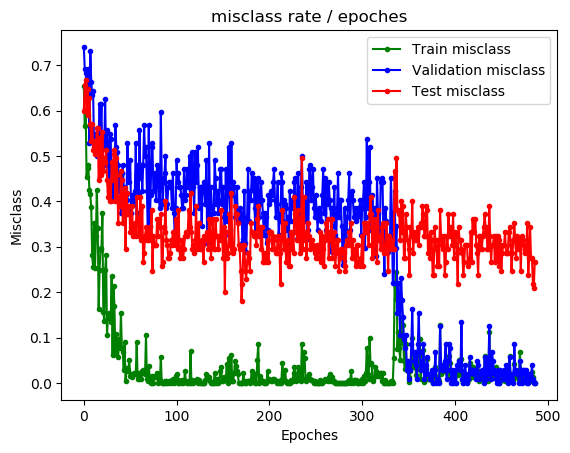 misclass rate / epoches
Train misclass
Validation misclass
Test misclass
Misclass
0.7
0.6
0.5
0.4
0.3
0.2
0.1
0.0
0 100 200 300 400 500
Epoches